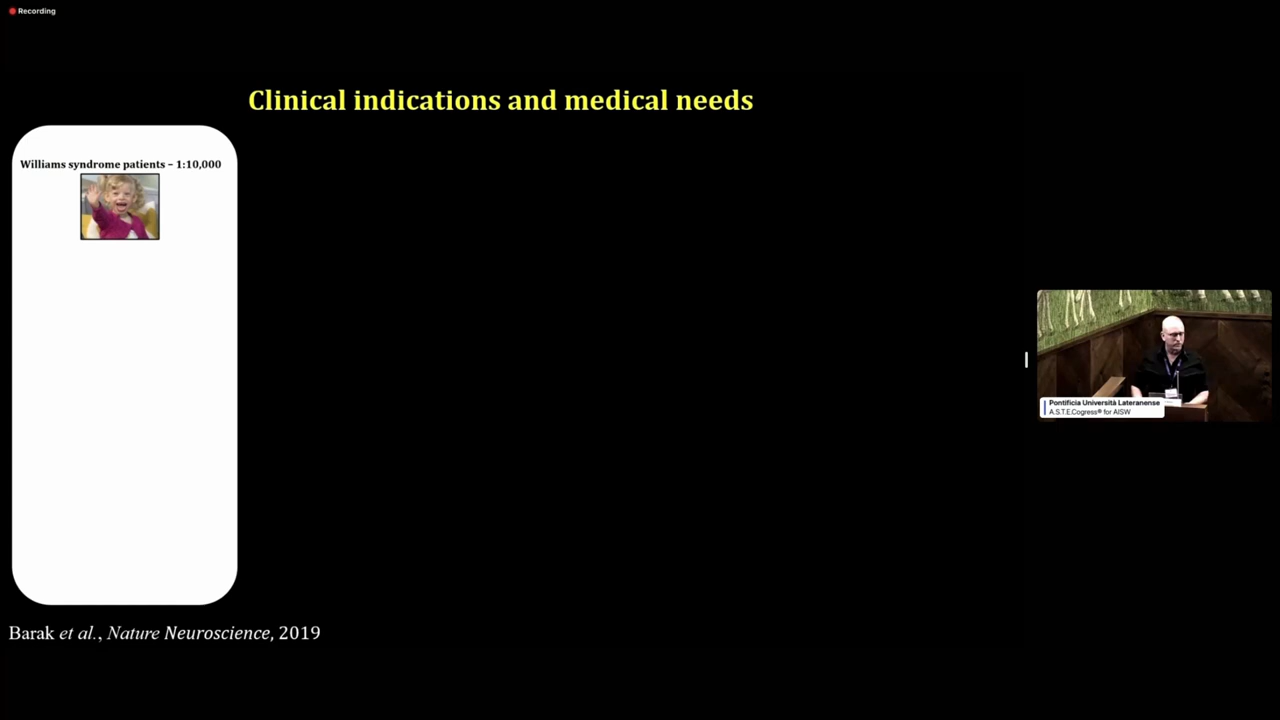 Recording
Clinical indications and medical needs
Williams syndrome patients – 1:10,000
Barak et al., Nature Neuroscience, 2019
Pontificia Università Lateranense
A.S.T.E.Cogress® for AISW